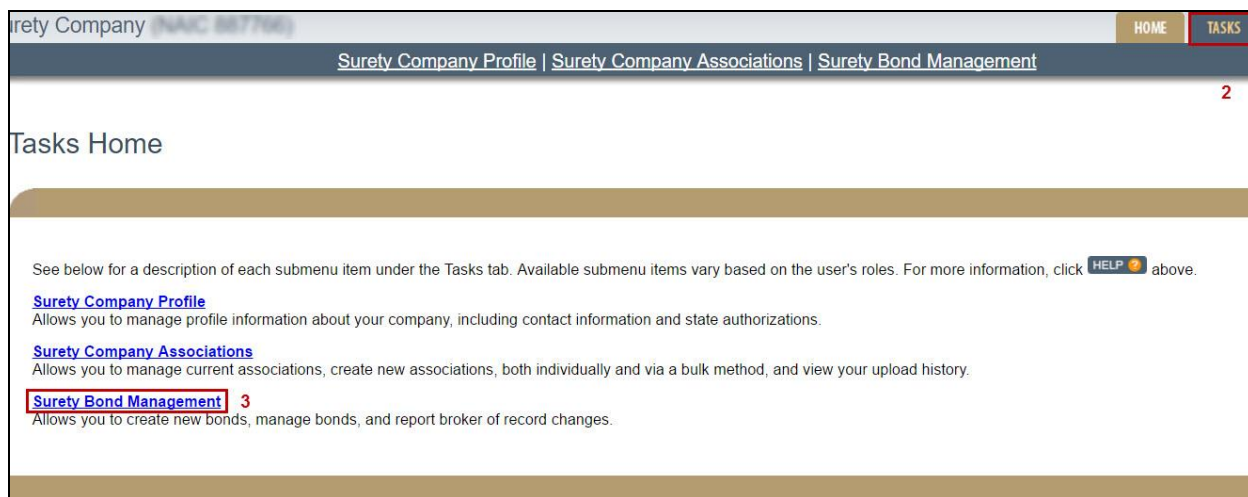 rety Company
HOME TASKS
Surety Company Profile | Surety Company Associations | Surety Bond Management
2
Tasks Home
See below for a description of each submenu item under the Tasks tab. Available submenu items vary based on the user's roles. For more information, click HELP ? above.
Surety Company Profile
Allows you to manage profile information about your company, including contact information and state authorizations.
Surety Company Associations
Allows you to manage current associations, create new associations, both individually and via a bulk method, and view your upload history.
Surety Bond Management 3
Allows you to create new bonds, manage bonds, and report broker of record changes.